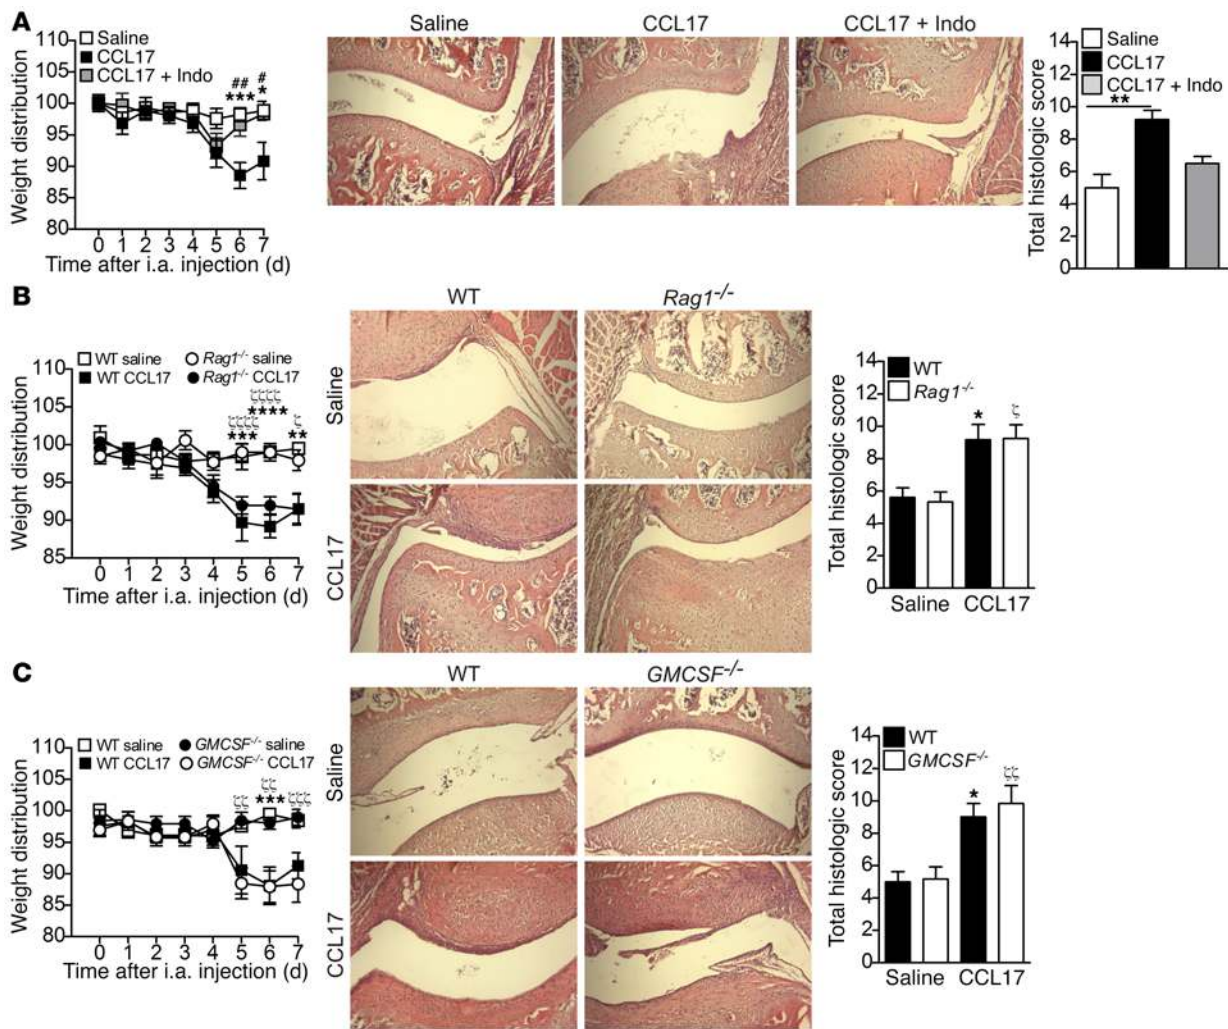 A
Weight distribution
110
105
100
95
90
85
80
Saline
CCL17
CCL17 + Indo
## #
*** *
0 1 2 3 4 5 6 7
Time after i.a. injection (d)
Saline CCL17 CCL17 + Indo
Total histologic score
14
12
10
8
6
4
2
0
Saline
CCL17
CCL17 + Indo
**
B
Weight distribution
110
105
100
95
90
85
WT saline Rag1-/- saline
WT CCL17 Rag1-/- CCL17
ζζζζ
ζζζζ **** ζ
*** **
0 1 2 3 4 5 6 7
Time after i.a. injection (d)
WT Rag1-/-
Saline
CCL17
Total histologic score
14
12
10
8
6
4
2
0
WT
Rag1-/-
* ζ
Saline CCL17
C
Weight distribution
110
105
100
95
90
85
80
WT saline GMCSF-/- saline
WT CCL17 GMCSF-/- CCL17
ζζ
ζζ *** ζζζ
0 1 2 3 4 5 6 7
Time after i.a. injection (d)
WT GMCSF-/-
Saline
CCL17
Total histologic score
14
12
10
8
6
4
2
0
WT
GMCSF-/-
* ζζ
Saline CCL17